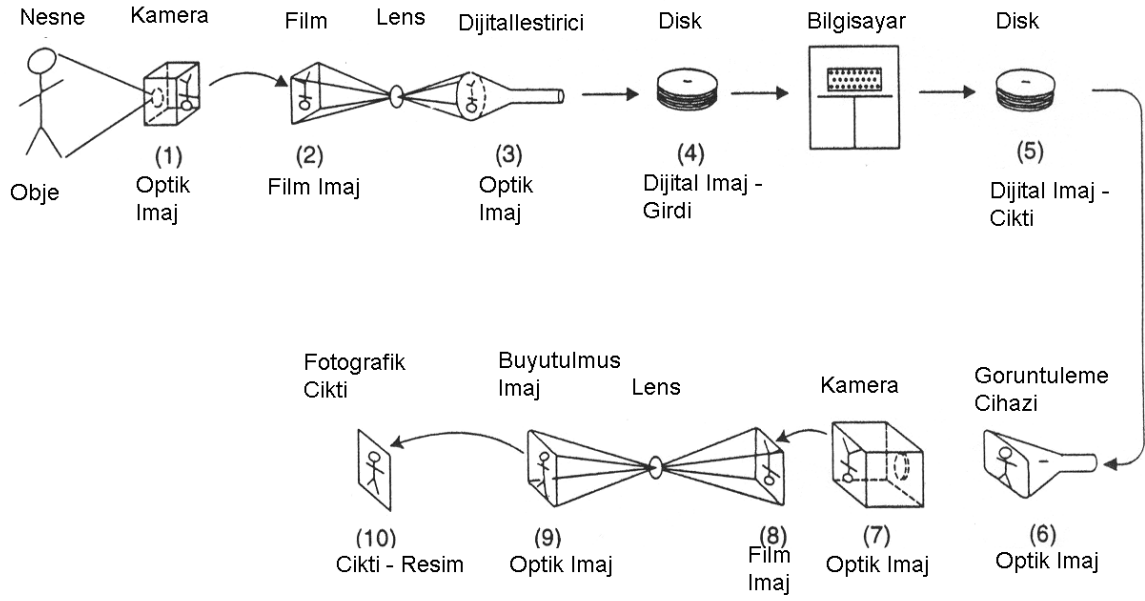 Nesne
Kamera
Film
Lens
Dijitallestirici
Disk
Bilgisayar
Disk
(1)
(2)
(3)
(4)
(5)
Obje
Optik
Imaj
Film Imaj
Optik
Imaj
Dijital Imaj -
Girdi
Dijital Imaj -
Cikti
Fotografik
Cikti
Buyutulmus
Imaj
Lens
Kamera
Goruntuleme
Cihazi
(10)
(9)
(8)
(7)
(6)
Cikti - Resim
Optik Imaj
Film
Imaj
Optik Imaj
Optik Imaj